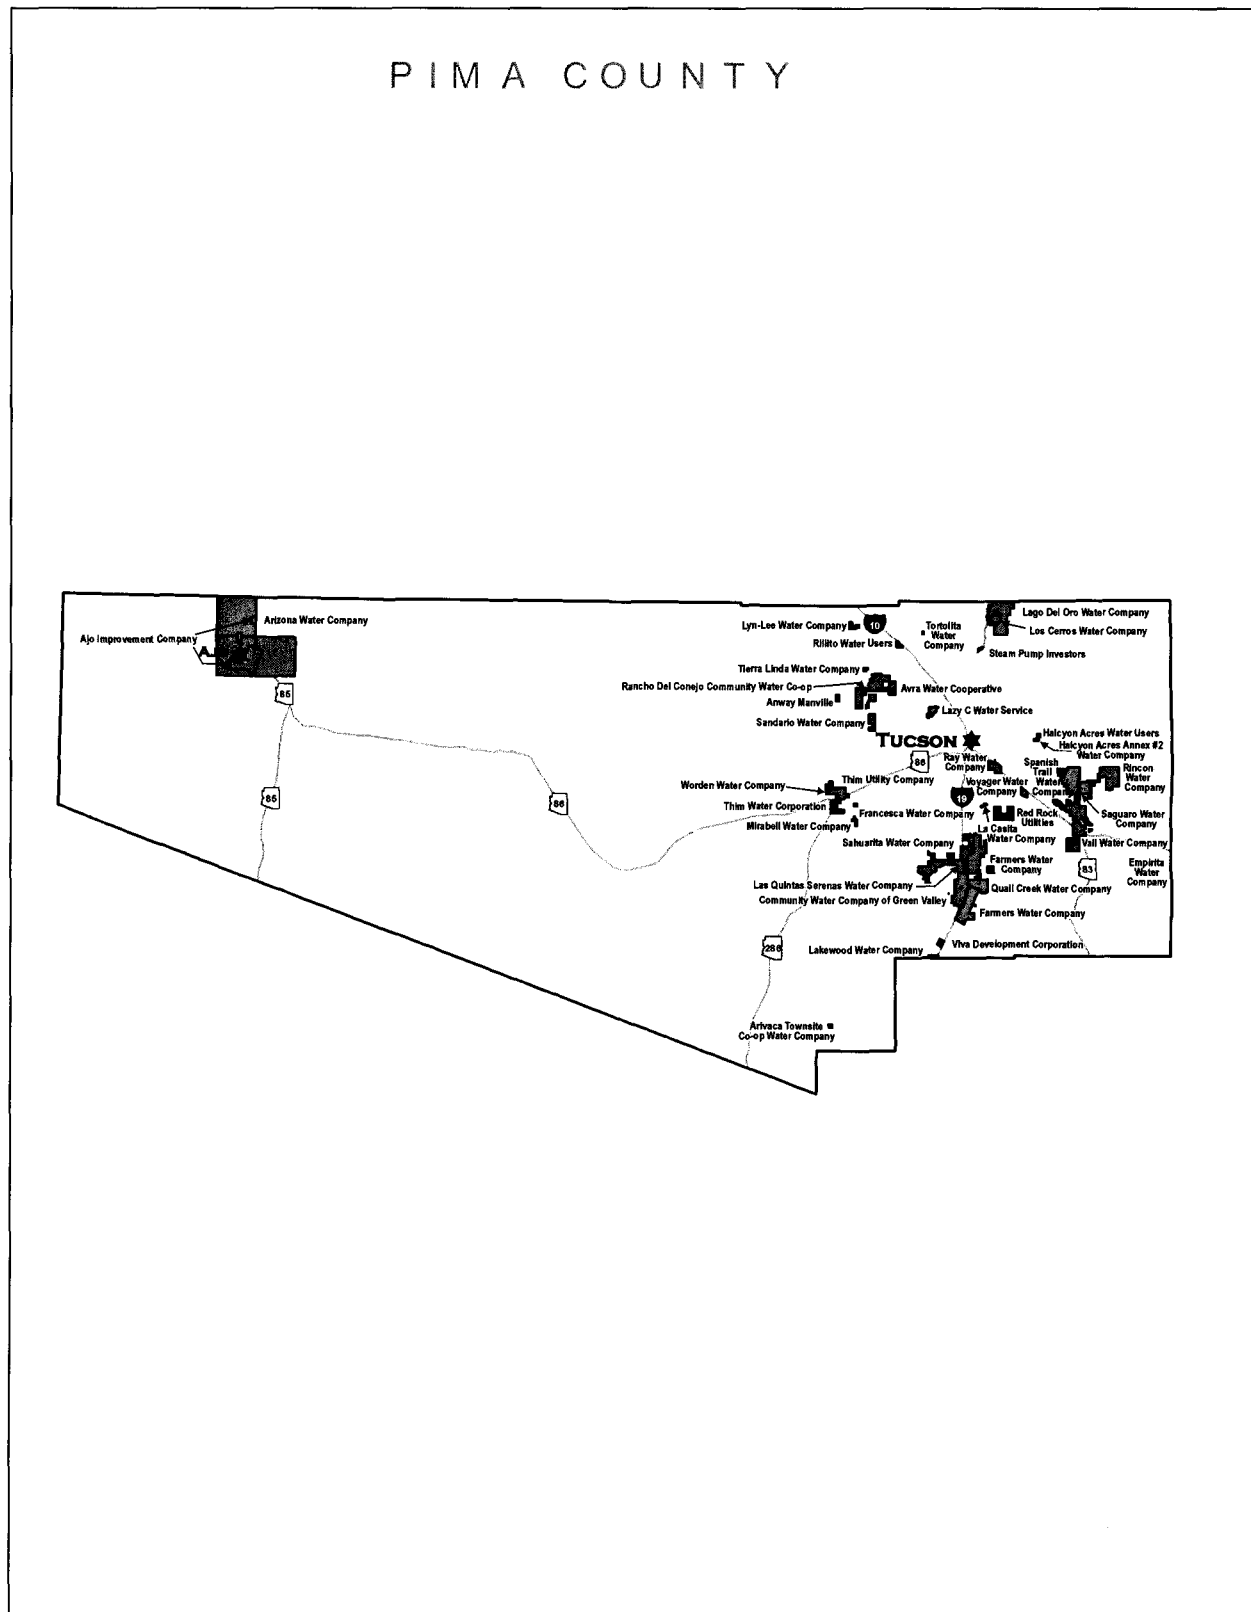 PIMA COUNTY
Arizona Water Company
Ajo Improvement Company
Lyn-Lee Water Company
10
Tortolita
Water
Company
Lago Del Oro Water Company
Los Cerros Water Company
Rillito Water Users
Steam Pump Investors
Tierra Linda Water Company
Rancho Del Conejo Community Water Co-op
Avra Water Cooperative
85
Anway Manville
Lazy C Water Service
Sandario Water Company
TUCSON
Halcyon Acres Water Users
Halcyon Acres Annex #2
Water Company
86
Ray Water
Company
Spanish
Trail
Water
Company
Rincon
Water
Company
Thim Utility Company
Voyager Water
Company
Worden Water Company
85
86
19
Thim Water Corporation
Francesca Water Company
Red Rock
Utilities
Saguaro Water
Company
Mirabell Water Company
La Casita
Water Company
Sahuarita Water Company
Vail Water Company
Farmers Water
Company
83
Empirita
Water
Company
Las Quintas Serenas Water Company
Quail Creek Water Company
Community Water Company of Green Valley
Farmers Water Company
286
Lakewood Water Company
Viva Development Corporation
Arivaca Townsite
Co-op Water Company